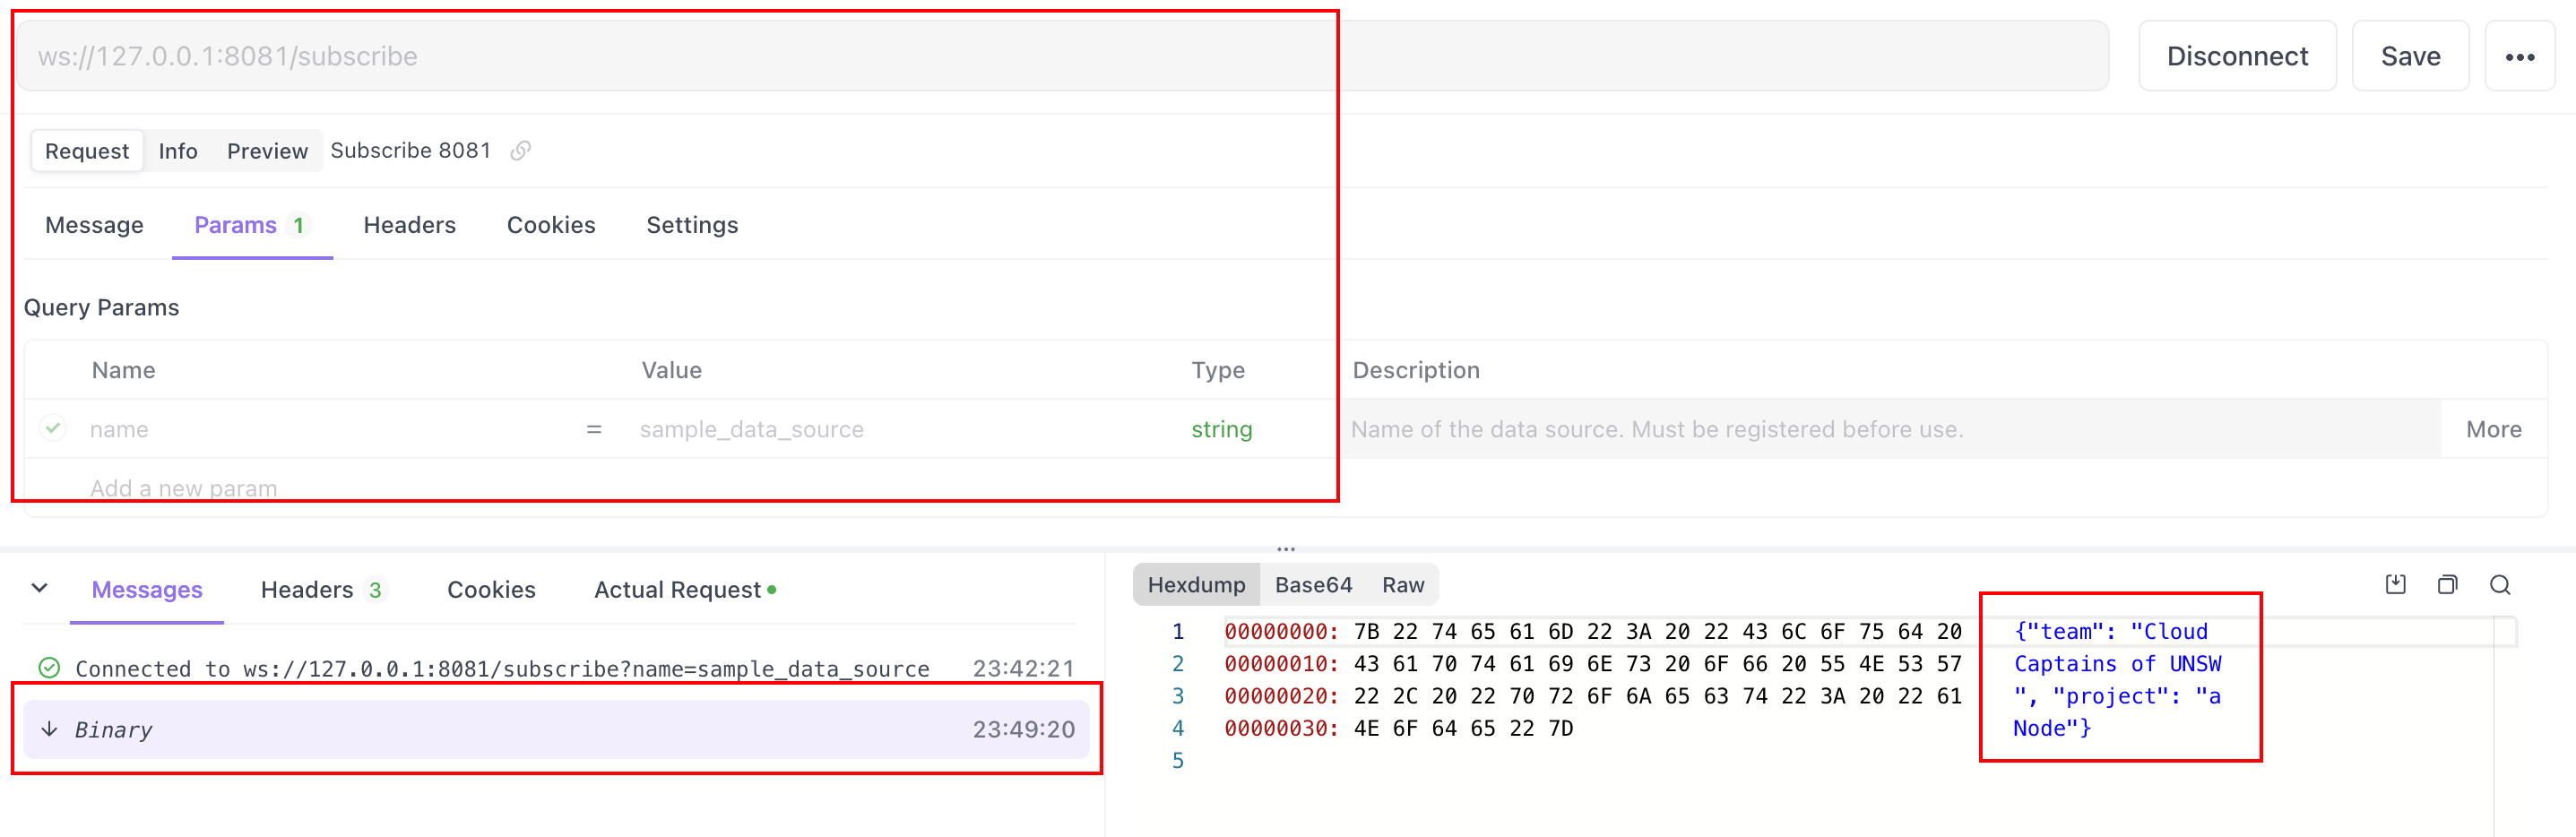 ws://127.0.0.1:8081/subscribe
Disconnect
Save
Request Info Preview Subscribe 8081
Message Params 1 Headers Cookies Settings
Query Params
Name Value Type Description
name = sample_data_source string Name of the data source. Must be registered before use. More
Add a new param
Messages Headers 3 Cookies Actual Request
Connected to ws://127.0.0.1:8081/subscribe?name=sample_data_source 23:42:21
Binary 23:49:20
Hexdump Base64 Raw
1 00000000: 7B 22 74 65 61 6D 22 3A 20 22 43 6C 6F 75 64 20 {"team": "Cloud
2 00000010: 43 61 70 74 61 69 6E 73 20 6F 66 20 55 4E 53 57 Captains of UNSW
3 00000020: 22 2C 20 22 70 72 6F 6A 65 63 74 22 3A 20 22 61 ", "project": "a
4 00000030: 4E 6F 64 65 22 7D Node"}
5